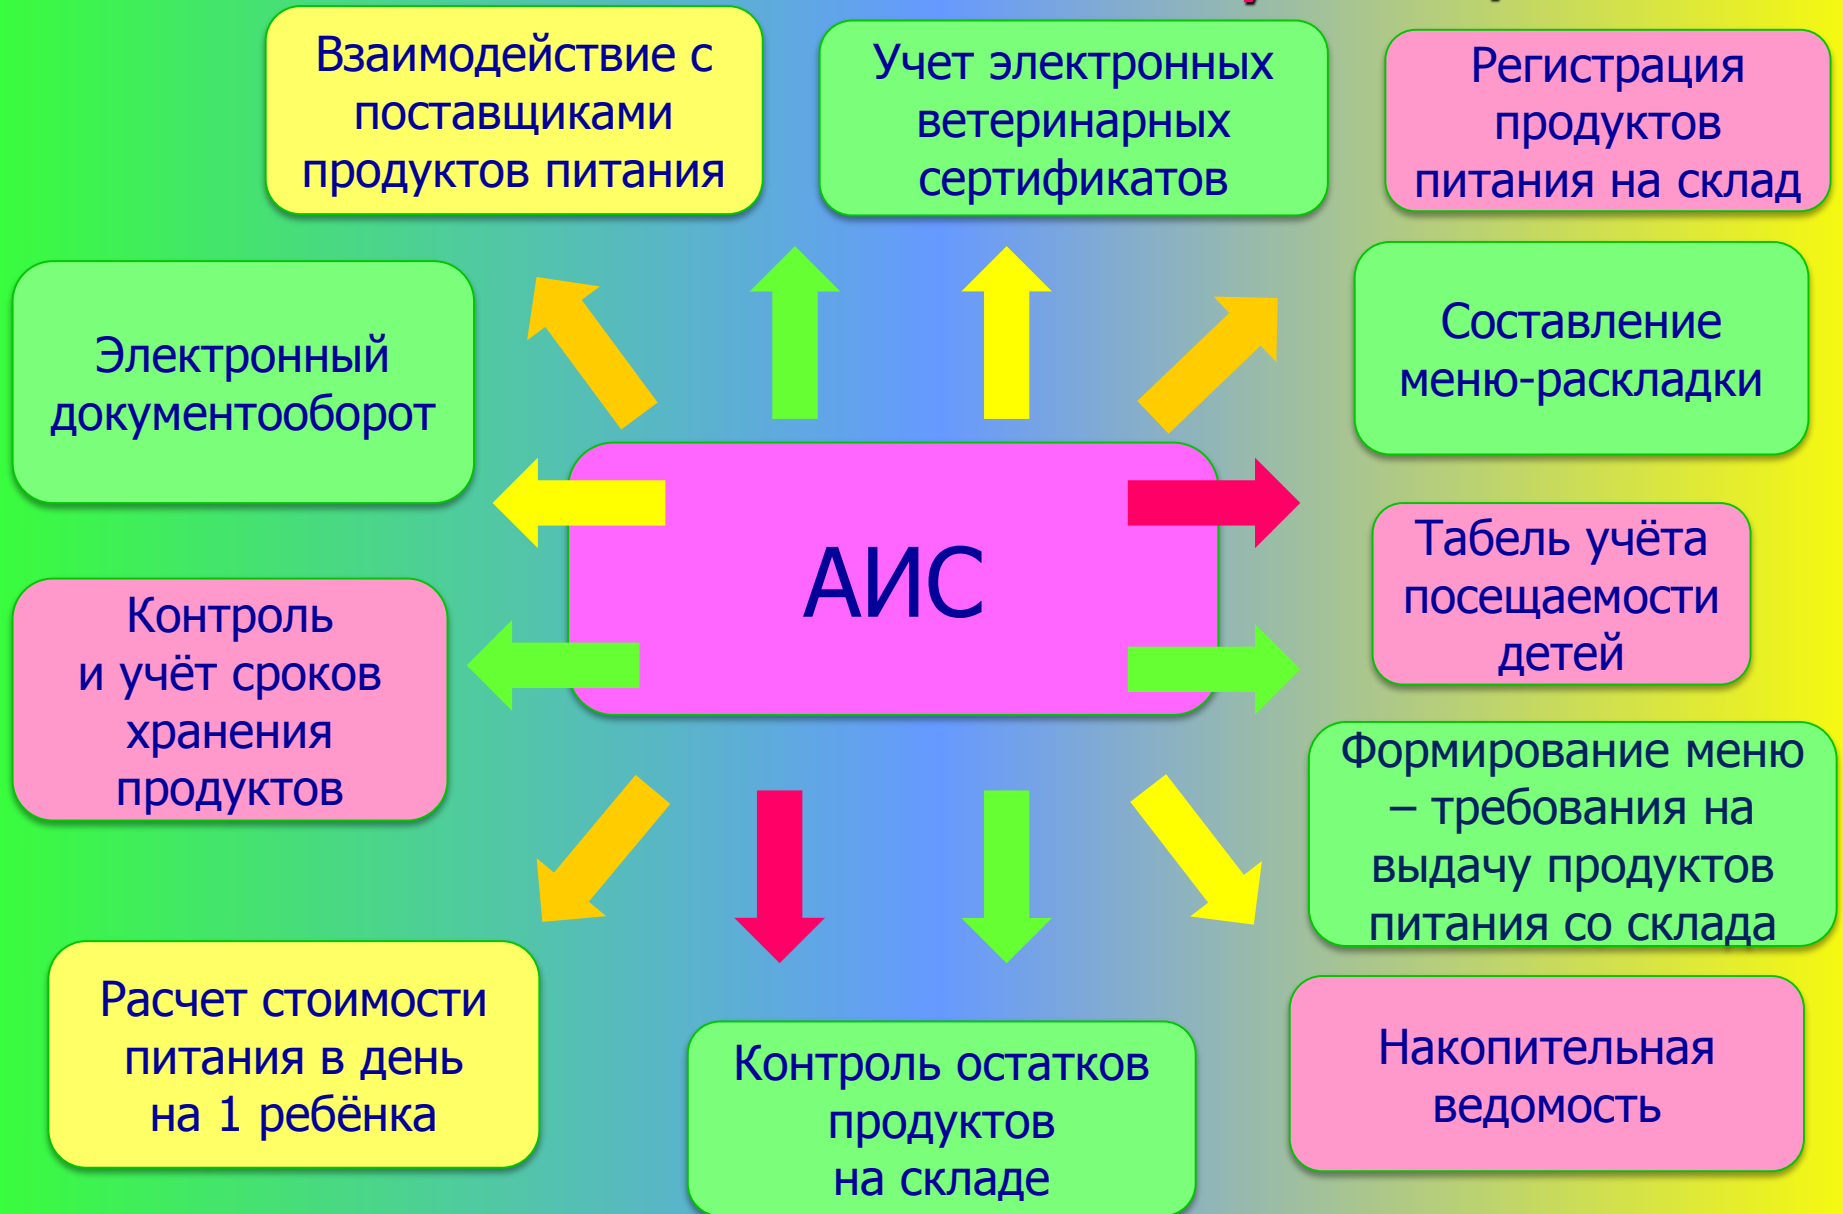 Взаимодействие с
поставщиками
продуктов питания
Учет электронных
ветеринарных
сертификатов
Регистрация
продуктов
питания на склад
Электронный
документооборот
Составление
меню-раскладки
АИС
Табель учёта
посещаемости
детей
Контроль
и учёт сроков
хранения
продуктов
Формирование меню
– требования на
выдачу продуктов
питания со склада
Расчет стоимости
питания в день
на 1 ребёнка
Контроль остатков
продуктов
на складе
Накопительная
ведомость